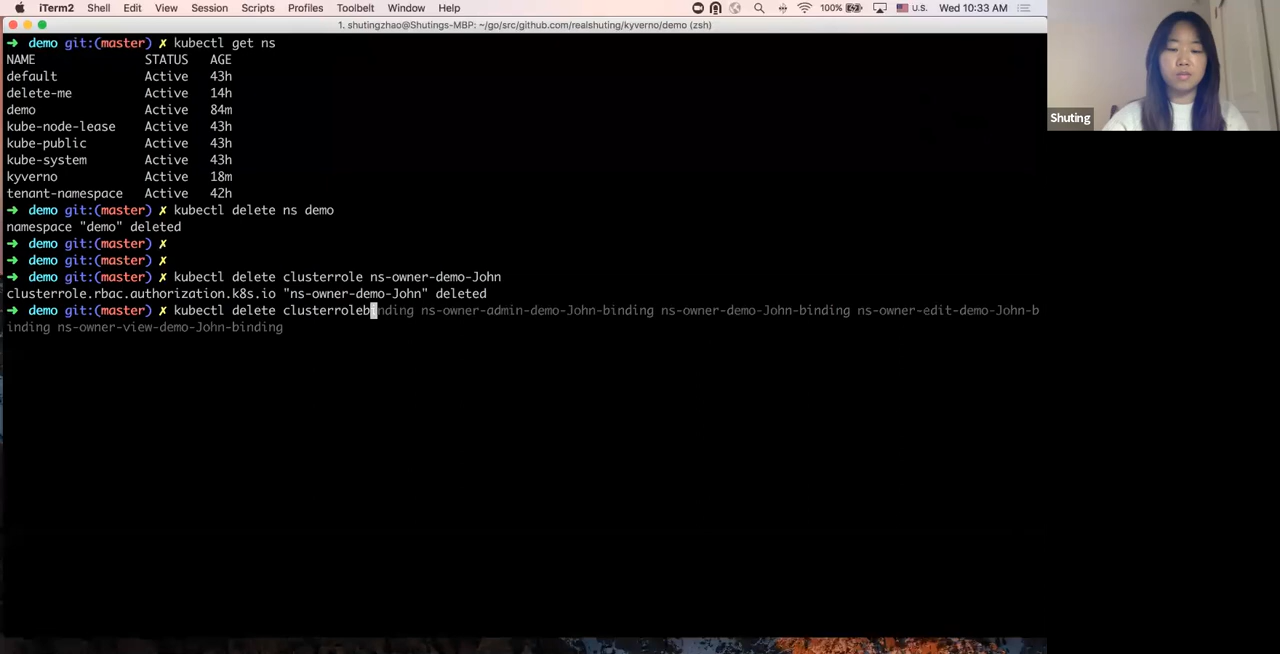 iTerm2 Shell Edit View Session Scripts Profiles Toolbelt Window Help 100% U.S. Wed 10:33 AM
1. shutingzhao@Shutings-MBP: ~/go/src/github.com/realshuting/kyverno/demo (zsh)
➜ demo git:(master) ✗ kubectl get ns
NAME STATUS AGE
default Active 43h
delete-me Active 14h
demo Active 84m
kube-node-lease Active 43h
kube-public Active 43h
kube-system Active 43h
kyverno Active 18m
tenant-namespace Active 42h
➜ demo git:(master) ✗ kubectl delete ns demo
namespace "demo" deleted
➜ demo git:(master) ✗
➜ demo git:(master) ✗
➜ demo git:(master) ✗ kubectl delete clusterrole ns-owner-demo-John
clusterrole.rbac.authorization.k8s.io "ns-owner-demo-John" deleted
➜ demo git:(master) ✗ kubectl delete clusterrolebinding ns-owner-admin-demo-John-binding ns-owner-demo-John-binding ns-owner-edit-demo-John-b
inding ns-owner-view-demo-John-binding
Shuting